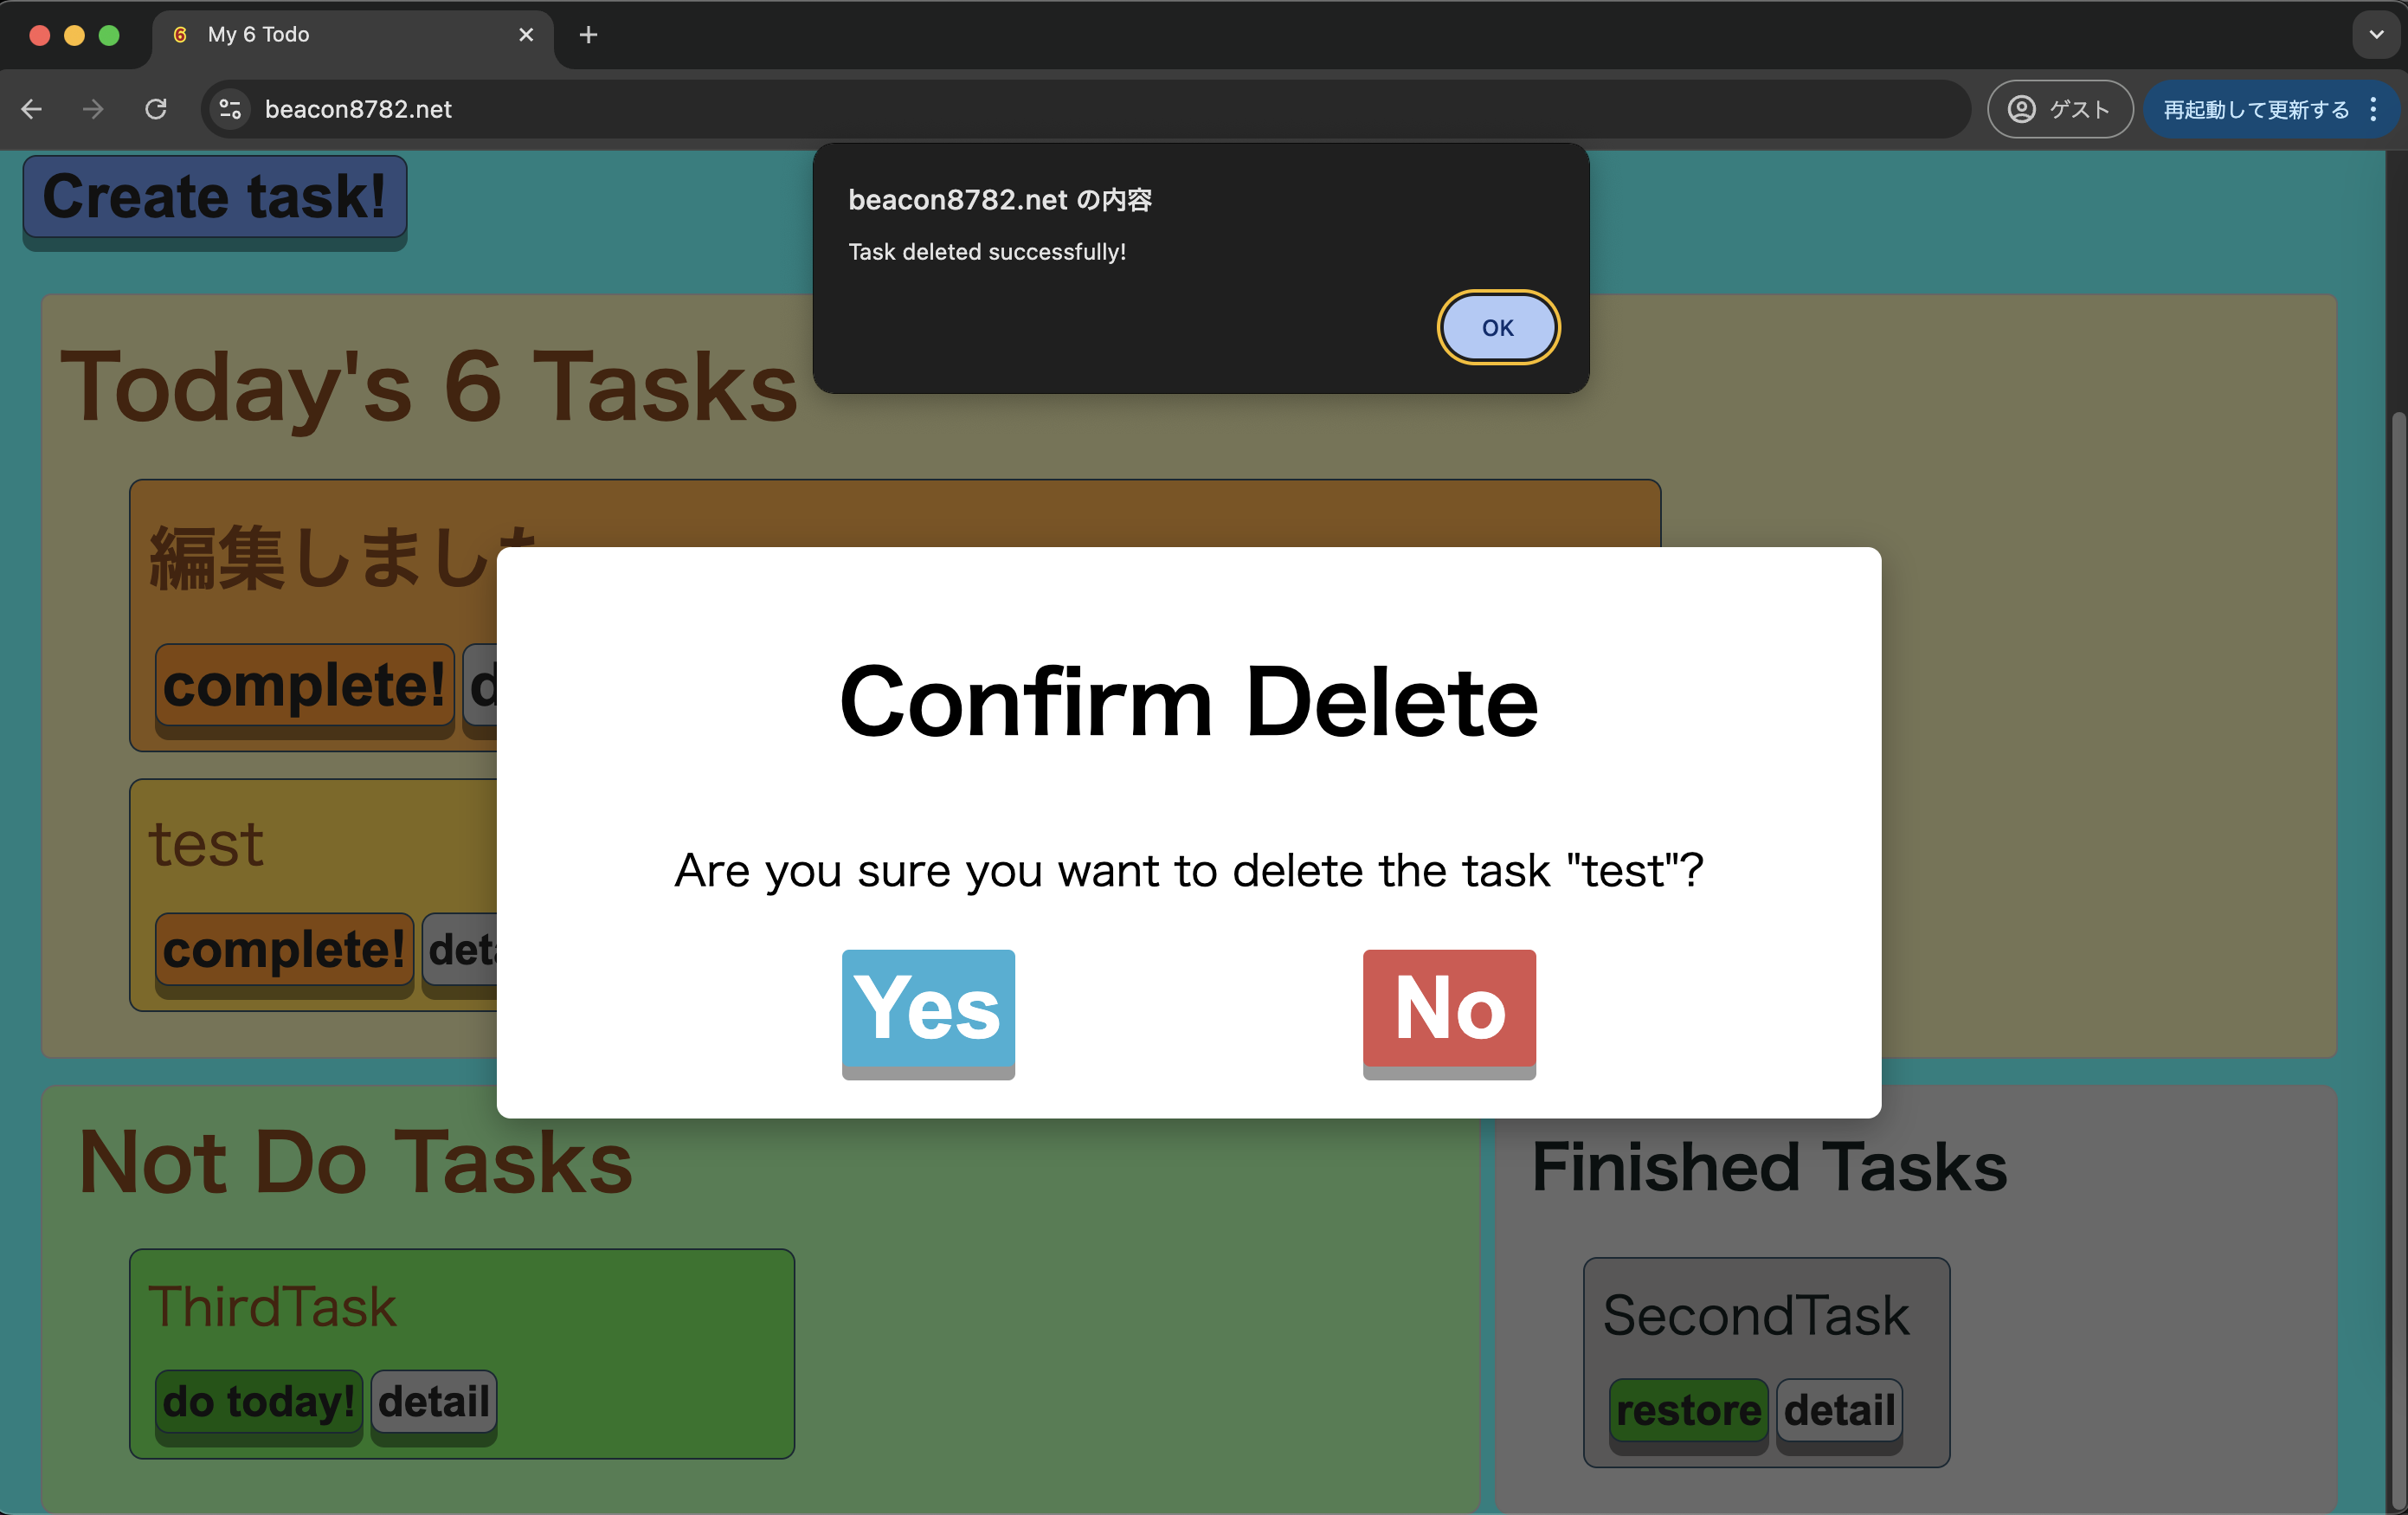 6 My 6 Todo
beacon8782.net
ゲスト
再起動して更新する
beacon8782.net の内容
Task deleted successfully!
OK
Create task!
Today's 6 Tasks
編集しまし
complete!
Confirm Delete
Are you sure you want to delete the task "test"?
Yes
No
test
complete!
Not Do Tasks
ThirdTask
do today! detail
Finished Tasks
SecondTask
restore detail